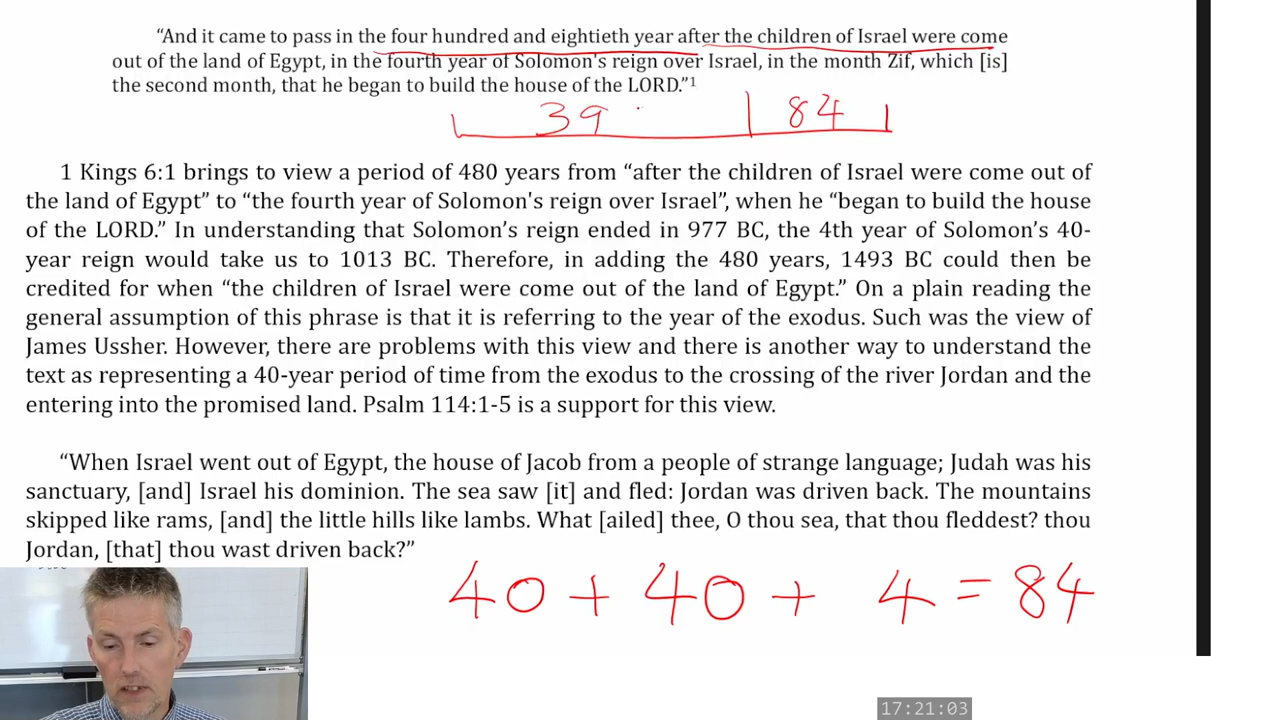 “And it came to pass in the four hundred and eightieth year after the children of Israel were come
out of the land of Egypt, in the fourth year of Solomon's reign over Israel, in the month Zif, which [is]
the second month, that he began to build the house of the LORD.”1
39 84
1 Kings 6:1 brings to view a period of 480 years from “after the children of Israel were come out of
the land of Egypt” to “the fourth year of Solomon's reign over Israel”, when he “began to build the house
of the LORD.” In understanding that Solomon’s reign ended in 977 BC, the 4th year of Solomon’s 40-
year reign would take us to 1013 BC. Therefore, in adding the 480 years, 1493 BC could then be
credited for when “the children of Israel were come out of the land of Egypt.” On a plain reading the
general assumption of this phrase is that it is referring to the year of the exodus. Such was the view of
James Ussher. However, there are problems with this view and there is another way to understand the
text as representing a 40-year period of time from the exodus to the crossing of the river Jordan and the
entering into the promised land. Psalm 114:1-5 is a support for this view.
“When Israel went out of Egypt, the house of Jacob from a people of strange language; Judah was his
sanctuary, [and] Israel his dominion. The sea saw [it] and fled: Jordan was driven back. The mountains
skipped like rams, [and] the little hills like lambs. What [ailed] thee, O thou sea, that thou fleddest? thou
Jordan, [that] thou wast driven back?”
40 + 40 + 4 = 84
17:21:03